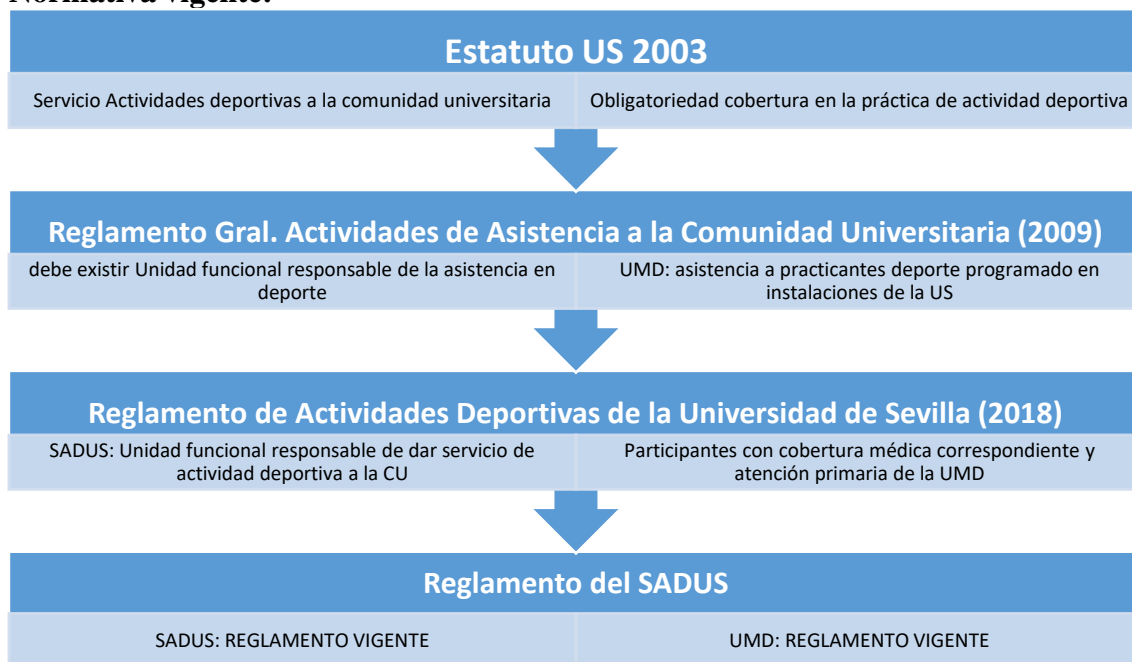 Normativa vigente.
Estatuto US 2003
Servicio Actividades deportivas a la comunidad universitaria
Obligatoriedad cobertura en la práctica de actividad deportiva
Reglamento Gral. Actividades de Asistencia a la Comunidad Universitaria (2009)
debe existir Unidad funcional responsable de la asistencia en
deporte
UMD: asistencia a practicantes deporte programado en
instalaciones de la US
Reglamento de Actividades Deportivas de la Universidad de Sevilla (2018)
SADUS: Unidad funcional responsable de dar servicio de
actividad deportiva a la CU
Participantes con cobertura médica correspondiente y
atención primaria de la UMD
Reglamento del SADUS
SADUS: REGLAMENTO VIGENTE
UMD: REGLAMENTO VIGENTE